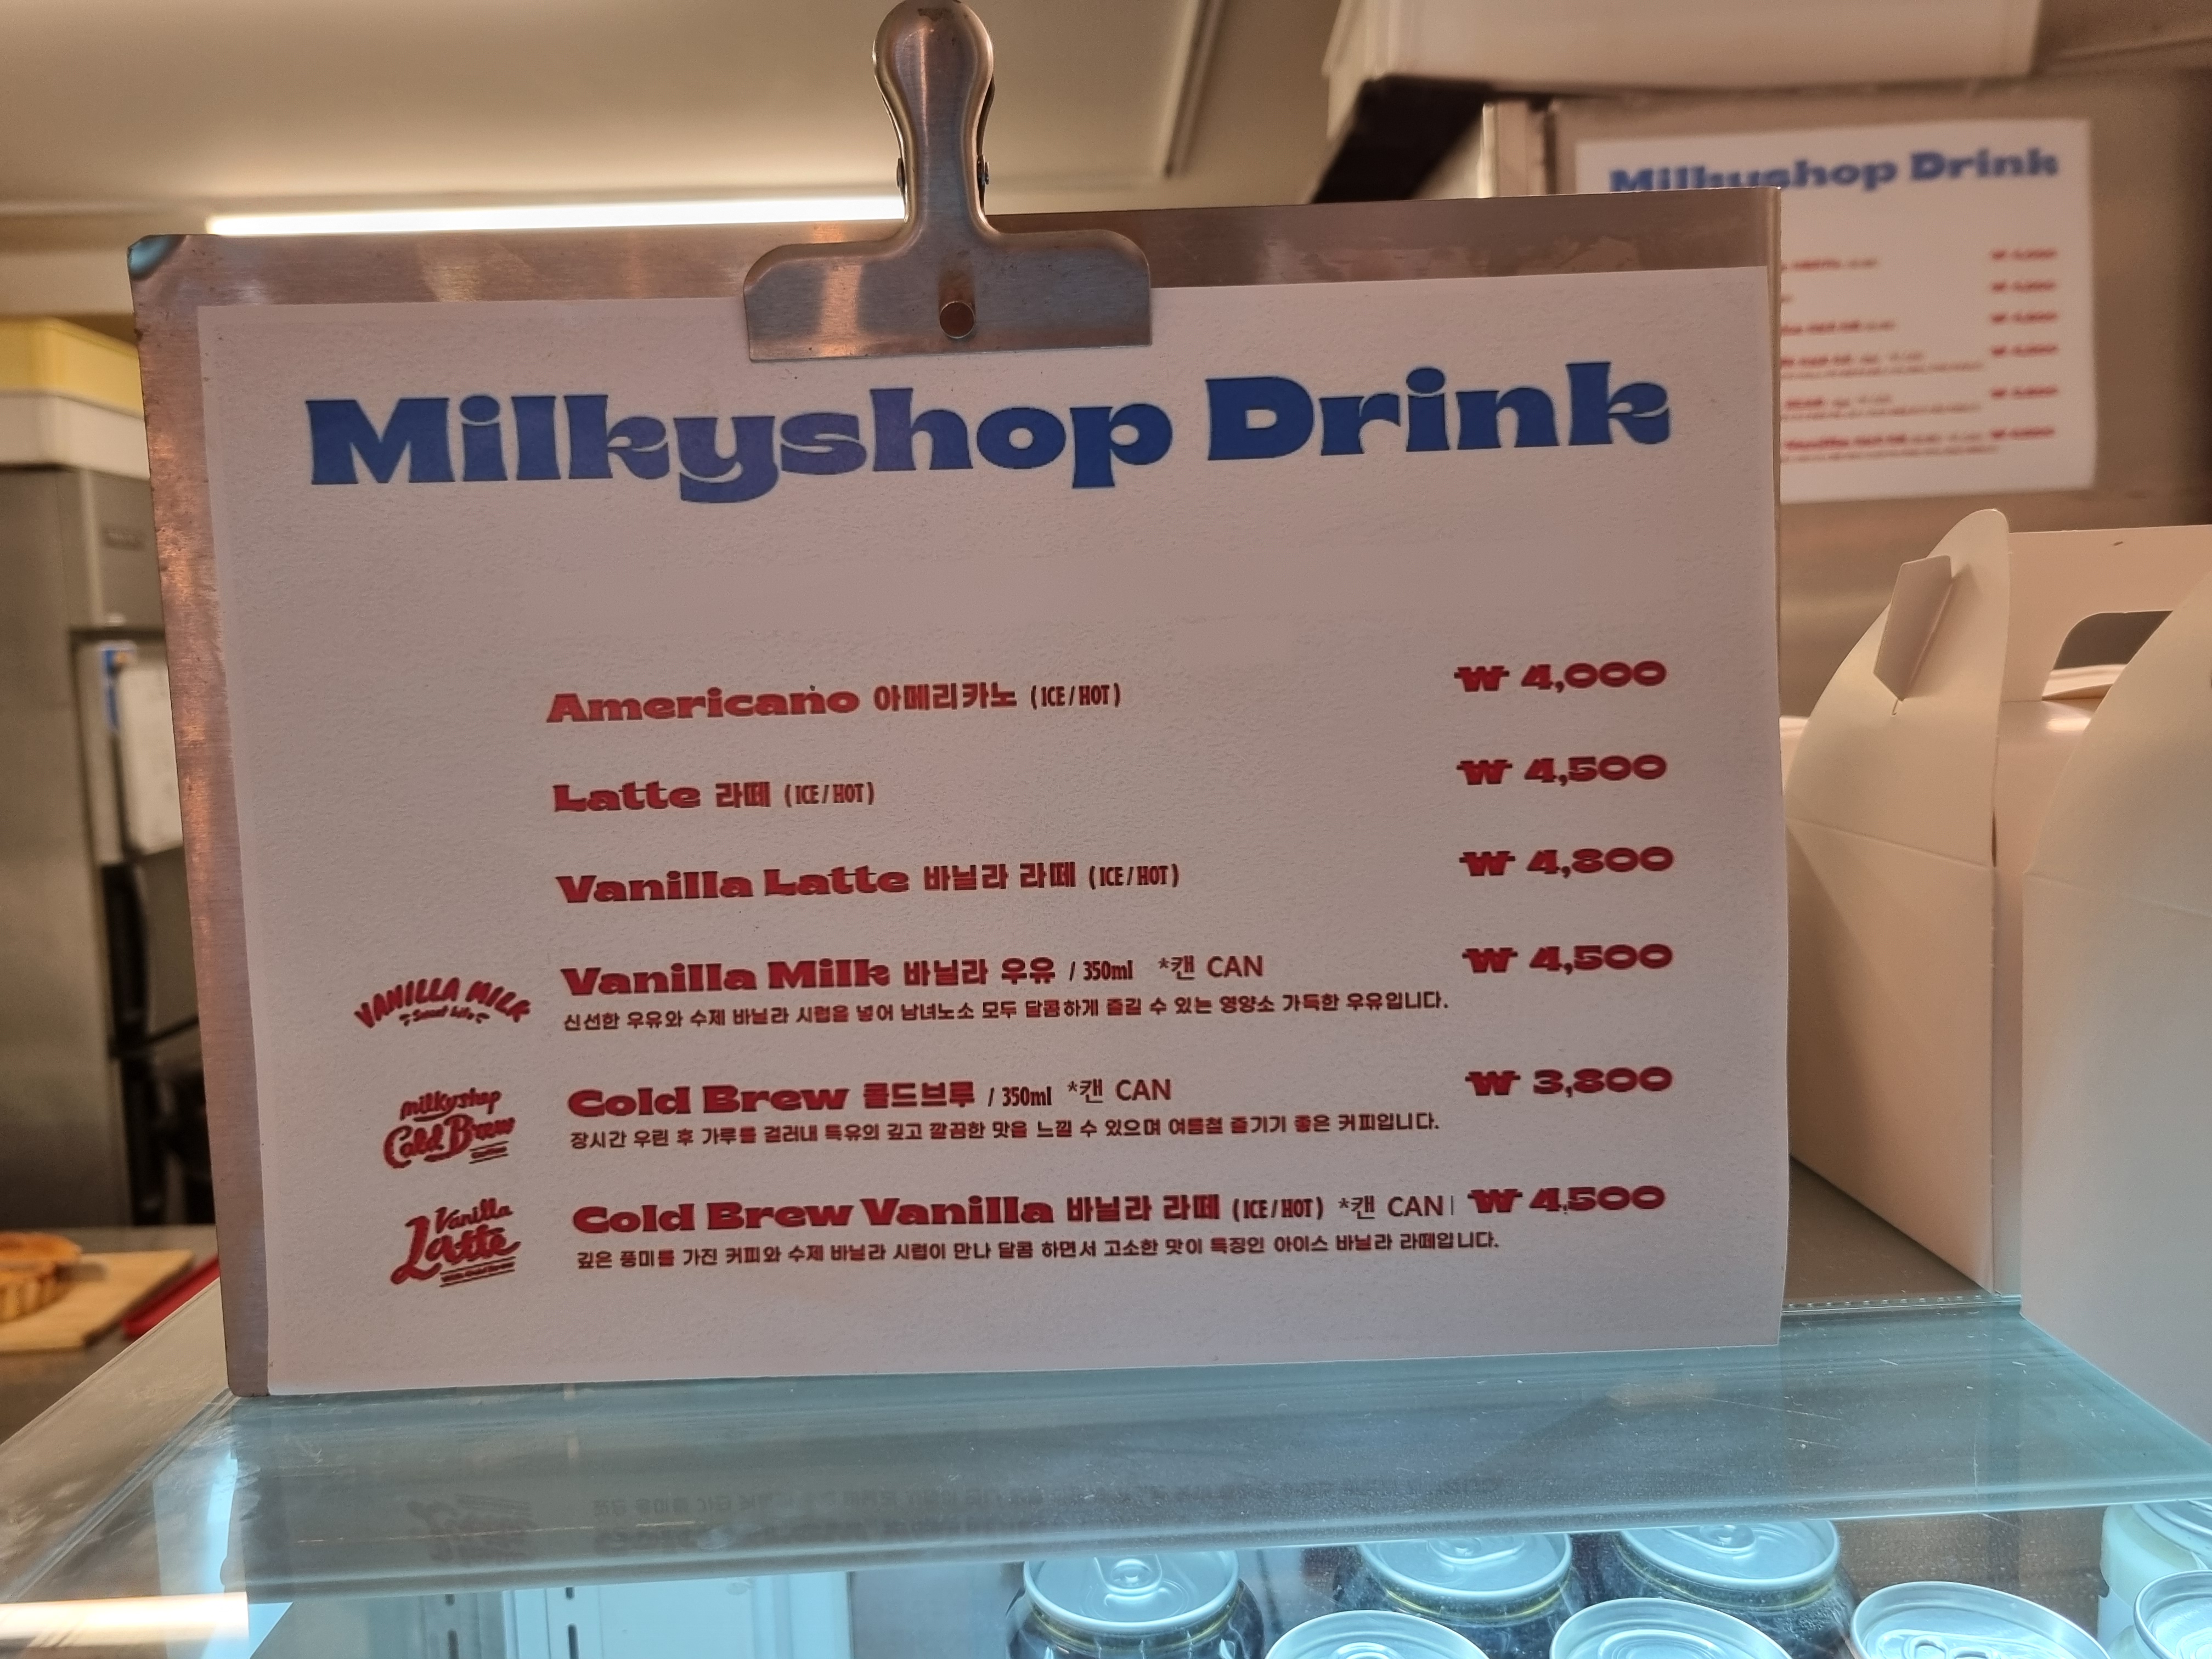 Milkyshop Drink
Milkyshop Drink
Americano 아메리카노 (ICE/HOT) ₩ 4,000
Latte 라떼 (ICE/HOT) ₩ 4,500
Vanilla Latte 바닐라 라떼 (ICE/HOT) ₩ 4,800
VANILLA MILK
Vanilla Milk 바닐라 우유 / 350ml *캔 CAN ₩ 4,500
신선한 우유와 수제 바닐라 시럽을 넣어 남녀노소 모두 달콤하게 즐길 수 있는 영양소 가득한 우유입니다.
milkyshop
Cold Brew
Coffee
Cold Brew 콜드브루 / 350ml *캔 CAN ₩ 3,800
장시간 우린 후 가루를 걸러내 특유의 깊고 깔끔한 맛을 느낄 수 있으며 여름철 즐기기 좋은 커피입니다.
Vanilla
Latte
Cold Brew Vanilla 바닐라 라떼 (ICE/HOT) *캔 CAN ₩ 4,500
깊은 풍미를 가진 커피와 수제 바닐라 시럽이 만나 달콤 하면서 고소한 맛이 특징인 아이스 바닐라 라떼입니다.